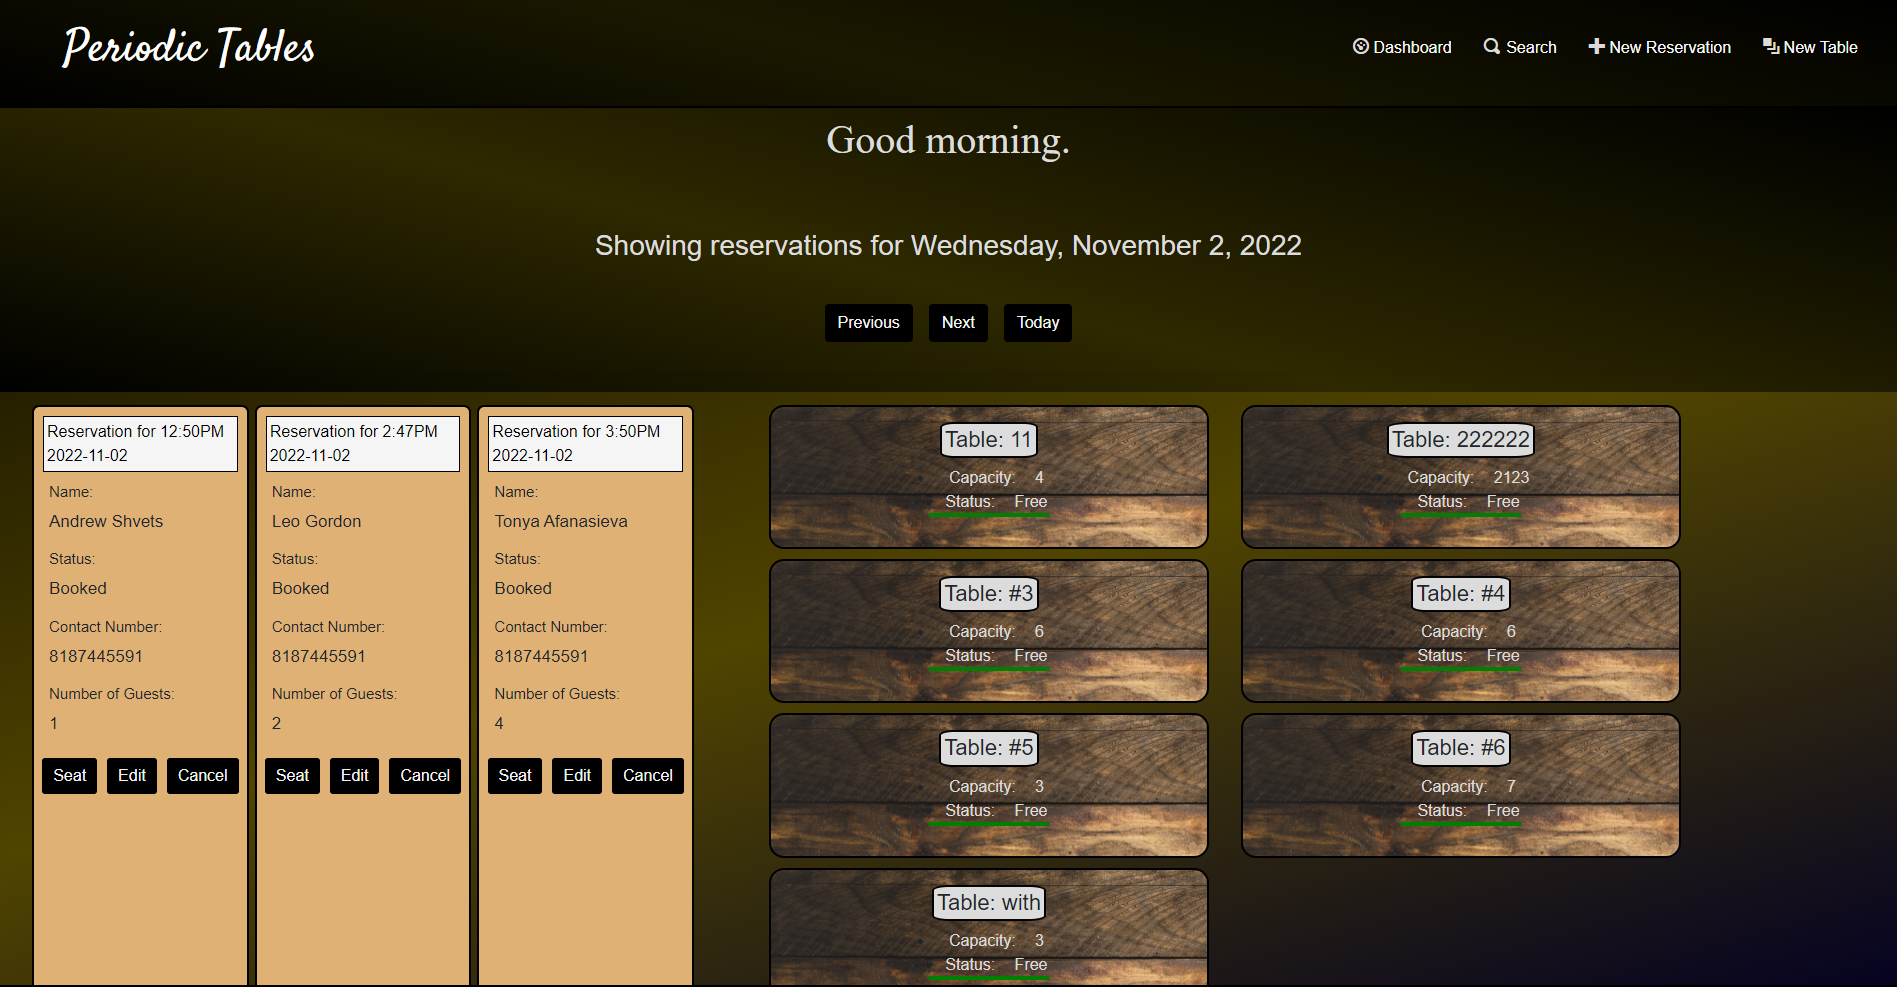 Periodic Tables
Dashboard
Search
New Reservation
New Table
Good morning.
Showing reservations for Wednesday, November 2, 2022
Previous
Next
Today
Reservation for 12:50PM
2022-11-02
Name:
Andrew Shvets
Status:
Booked
Contact Number:
8187445591
Number of Guests:
1
Seat
Edit
Cancel
Reservation for 2:47PM
2022-11-02
Name:
Leo Gordon
Status:
Booked
Contact Number:
8187445591
Number of Guests:
2
Seat
Edit
Cancel
Reservation for 3:50PM
2022-11-02
Name:
Tonya Afanasieva
Status:
Booked
Contact Number:
8187445591
Number of Guests:
4
Seat
Edit
Cancel
Table: 11
Capacity: 4
Status: Free
Table: 222222
Capacity: 2123
Status: Free
Table: #3
Capacity: 6
Status: Free
Table: #4
Capacity: 6
Status: Free
Table: #5
Capacity: 3
Status: Free
Table: #6
Capacity: 7
Status: Free
Table: with
Capacity: 3
Status: Free